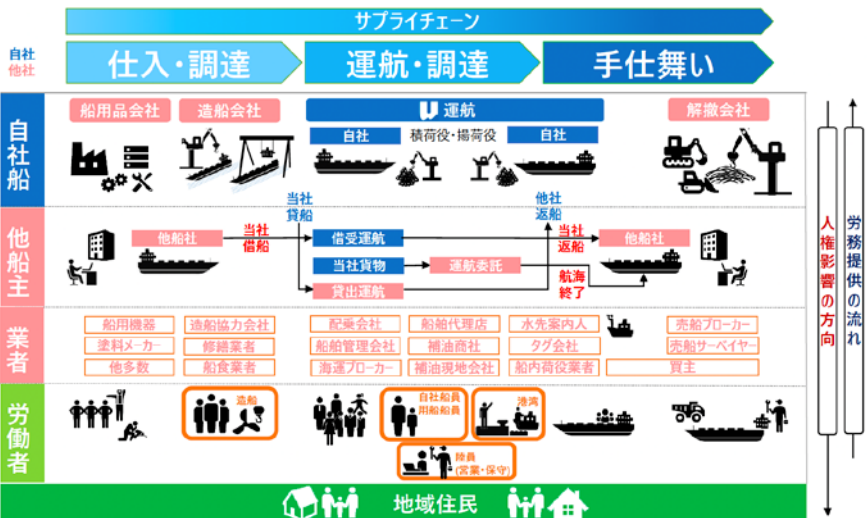 サプライチェーン
自社
他社
仕入・調達
運航・調達
手仕舞い
自社船
船用品会社
造船会社
運航
解撤会社
自社
積荷役・揚荷役
自社
当社
貸船
他社
返船
他船主
他船社
当社
借船
借受運航
当社
返船
他船社
当社貨物
運航委託
航海
終了
貸出運航
業者
船用機器
造船協力会社
配乗会社
船舶代理店
水先案内人
売船ブローカー
塗料メーカー
修繕業者
船舶管理会社
補油商社
タグ会社
売船サーベイヤー
他多数
船食業者
海運ブローカー
補油現地会社
船内荷役業者
買主
労働者
造船
自社船員
用船船員
港湾
陸員
(営業・保守)
地域住民
人権影響の方向
労務提供の流れ